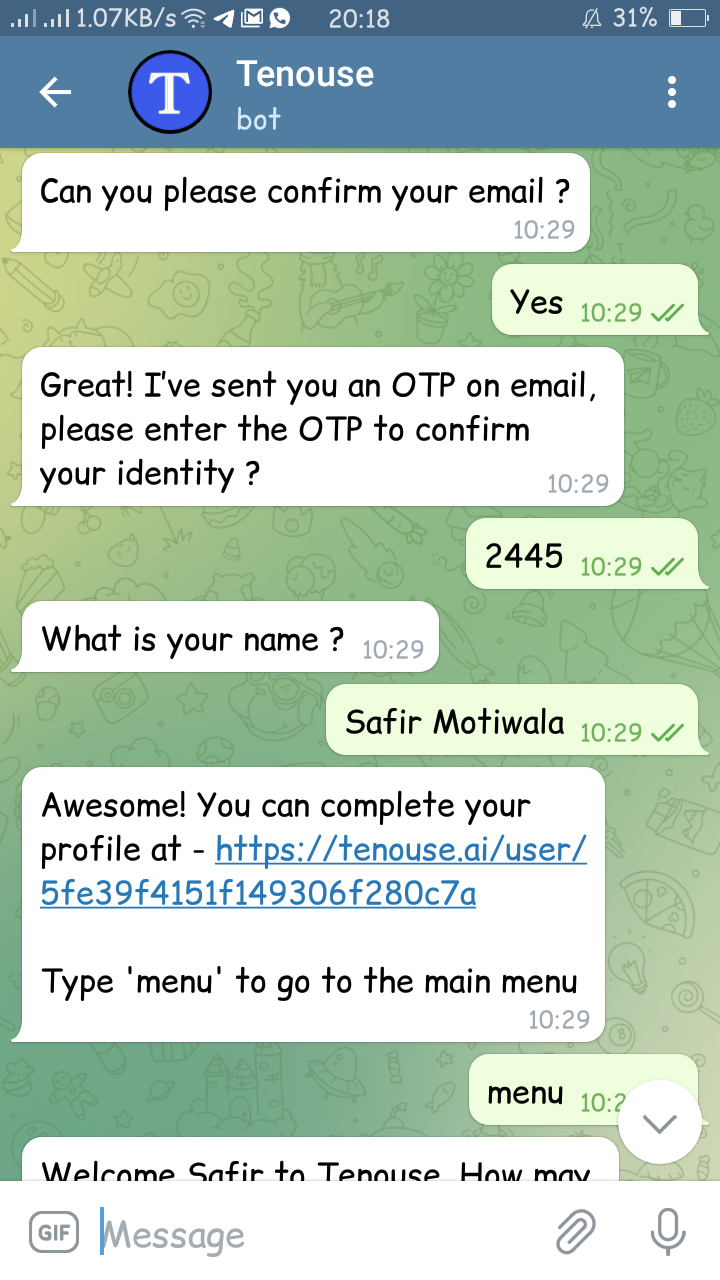 1.07KB/s 20:18 31%
T
Tenouse
bot
Can you please confirm your email ?
10:29
Yes 10:29
Great! I've sent you an OTP on email,
please enter the OTP to confirm
your identity ?
10:29
2445 10:29
What is your name ? 10:29
Safir Motiwala 10:29
Awesome! You can complete your
profile at - https://tenouse.ai/user/
5fe39f4151f149306f280c7a
Type 'menu' to go to the main menu
10:29
menu 10:2
Welcome Safir to Tenouse. How may
GIF Message